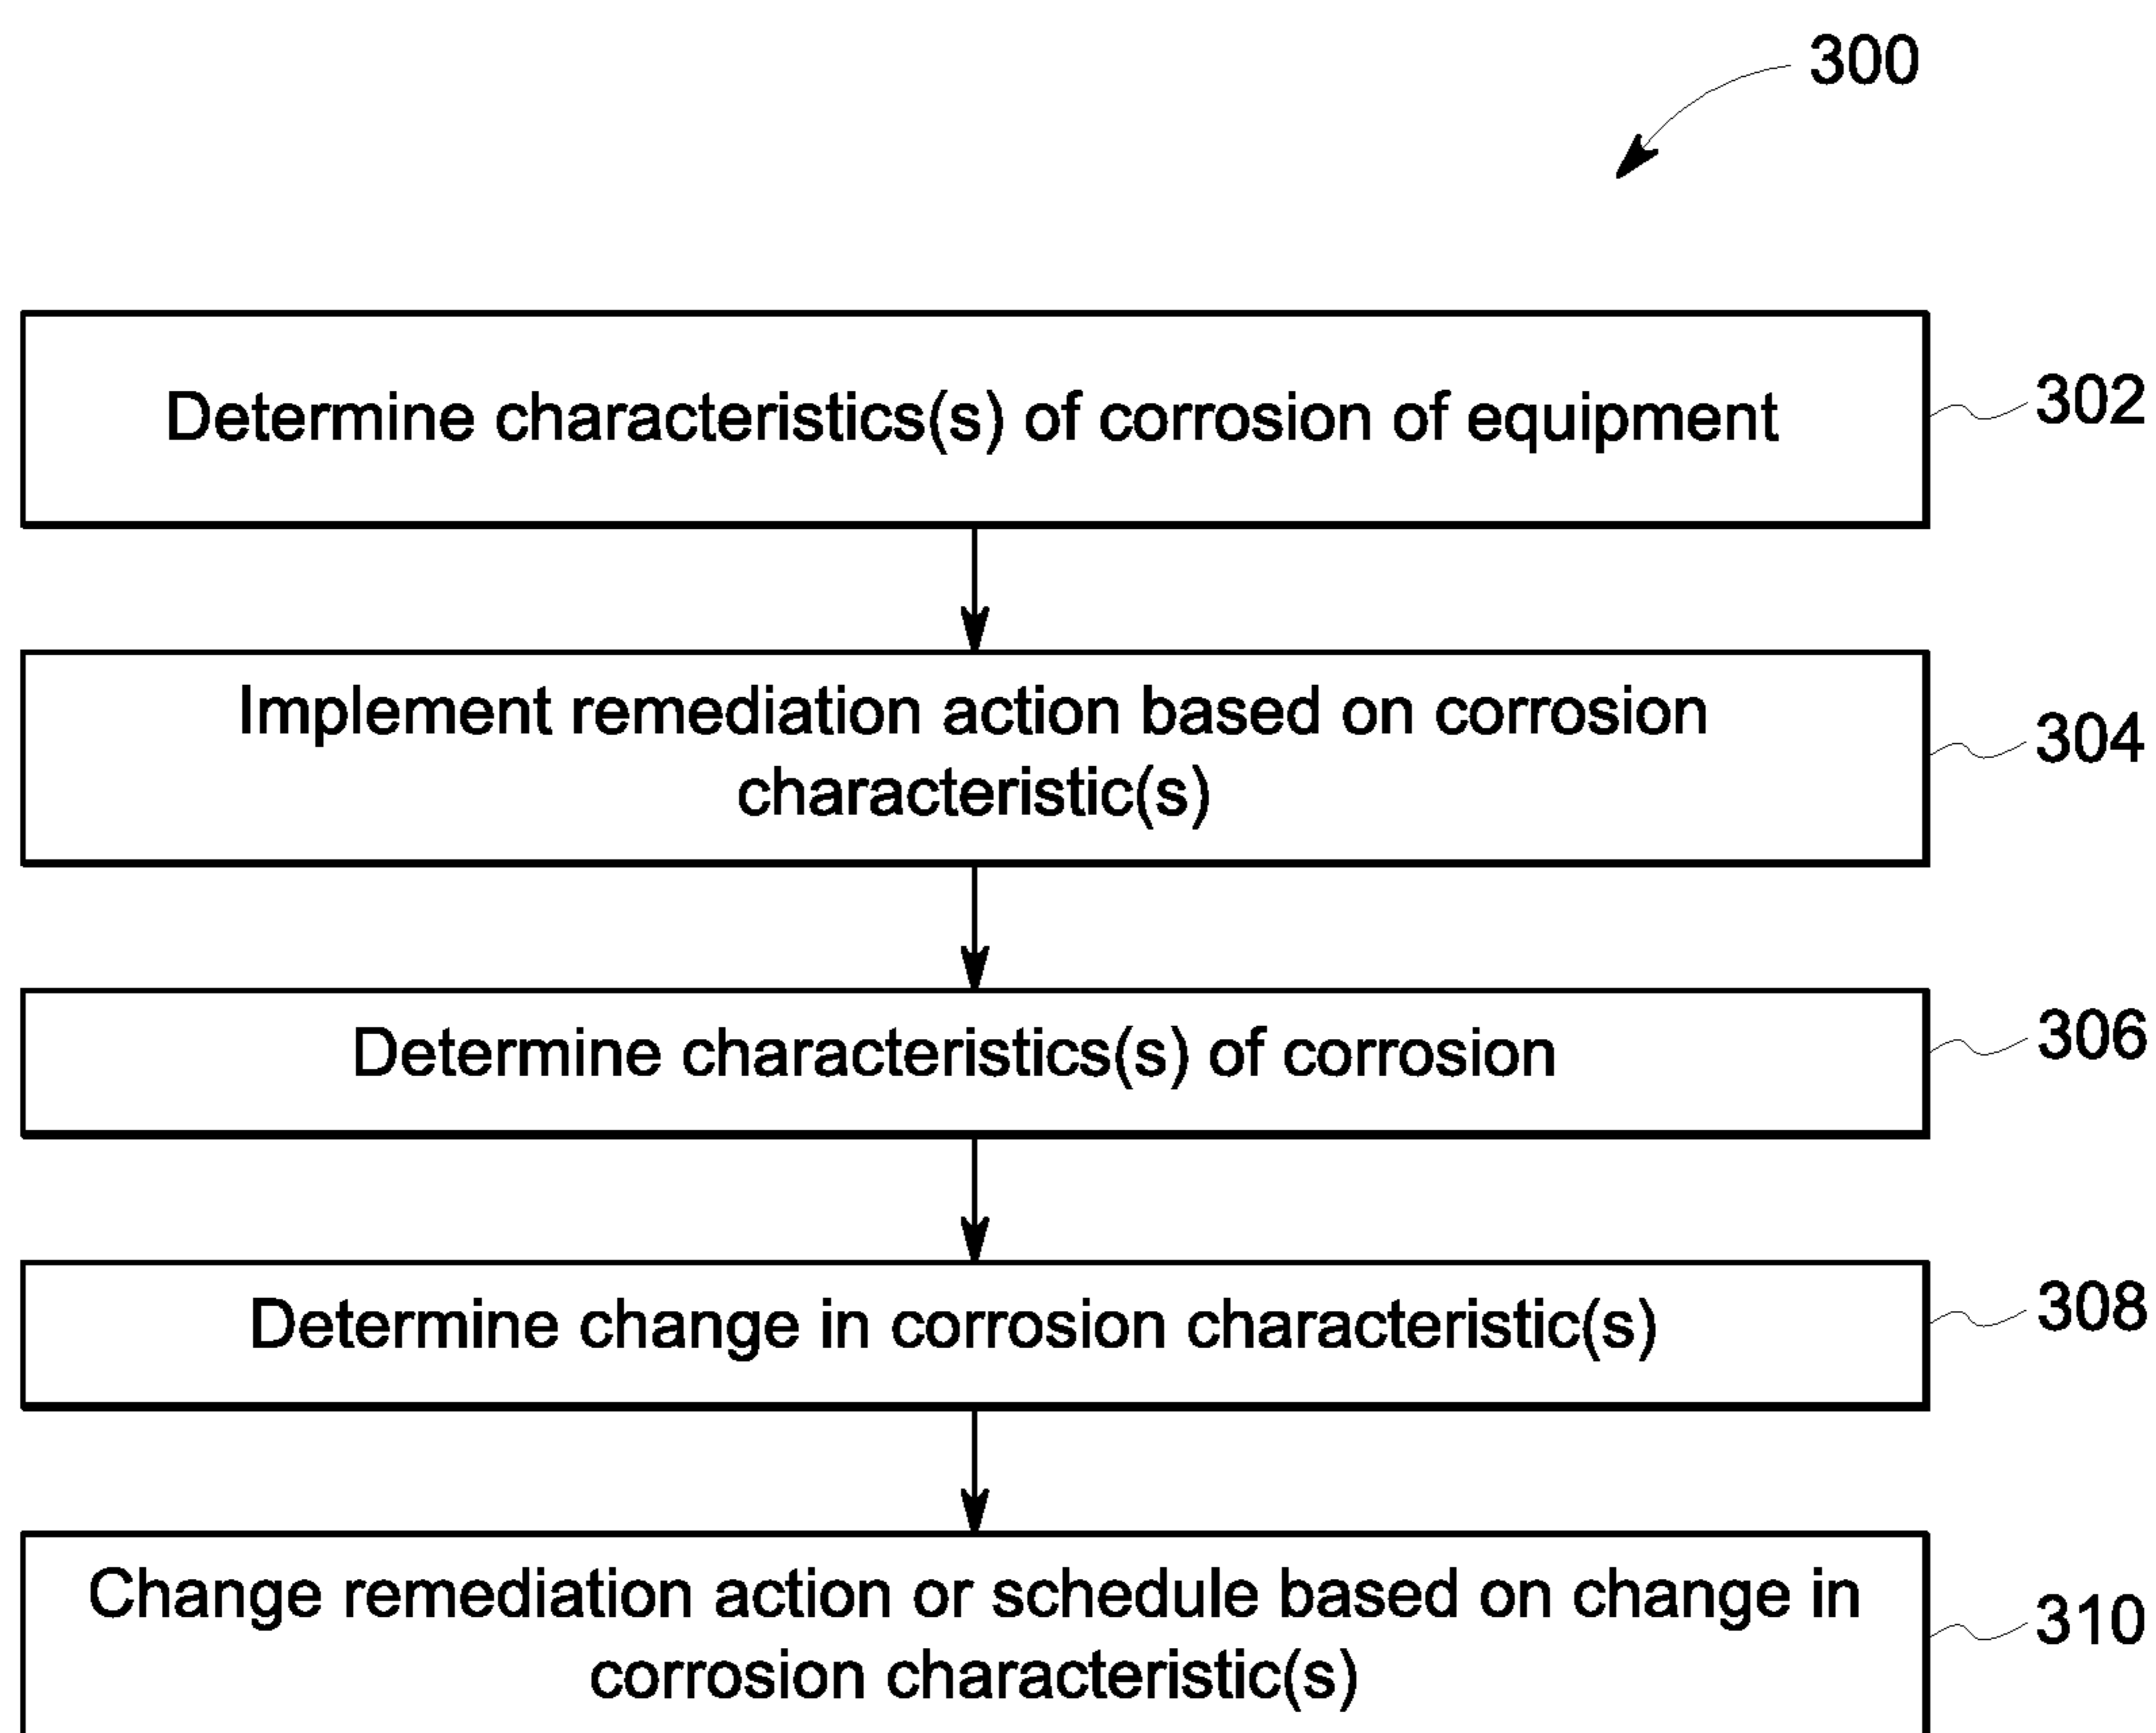 300
Determine characteristics(s) of corrosion of equipment
302
Implement remediation action based on corrosion
characteristic(s)
304
Determine characteristics(s) of corrosion
306
Determine change in corrosion characteristic(s)
308
Change remediation action or schedule based on change in
corrosion characteristic(s)
310